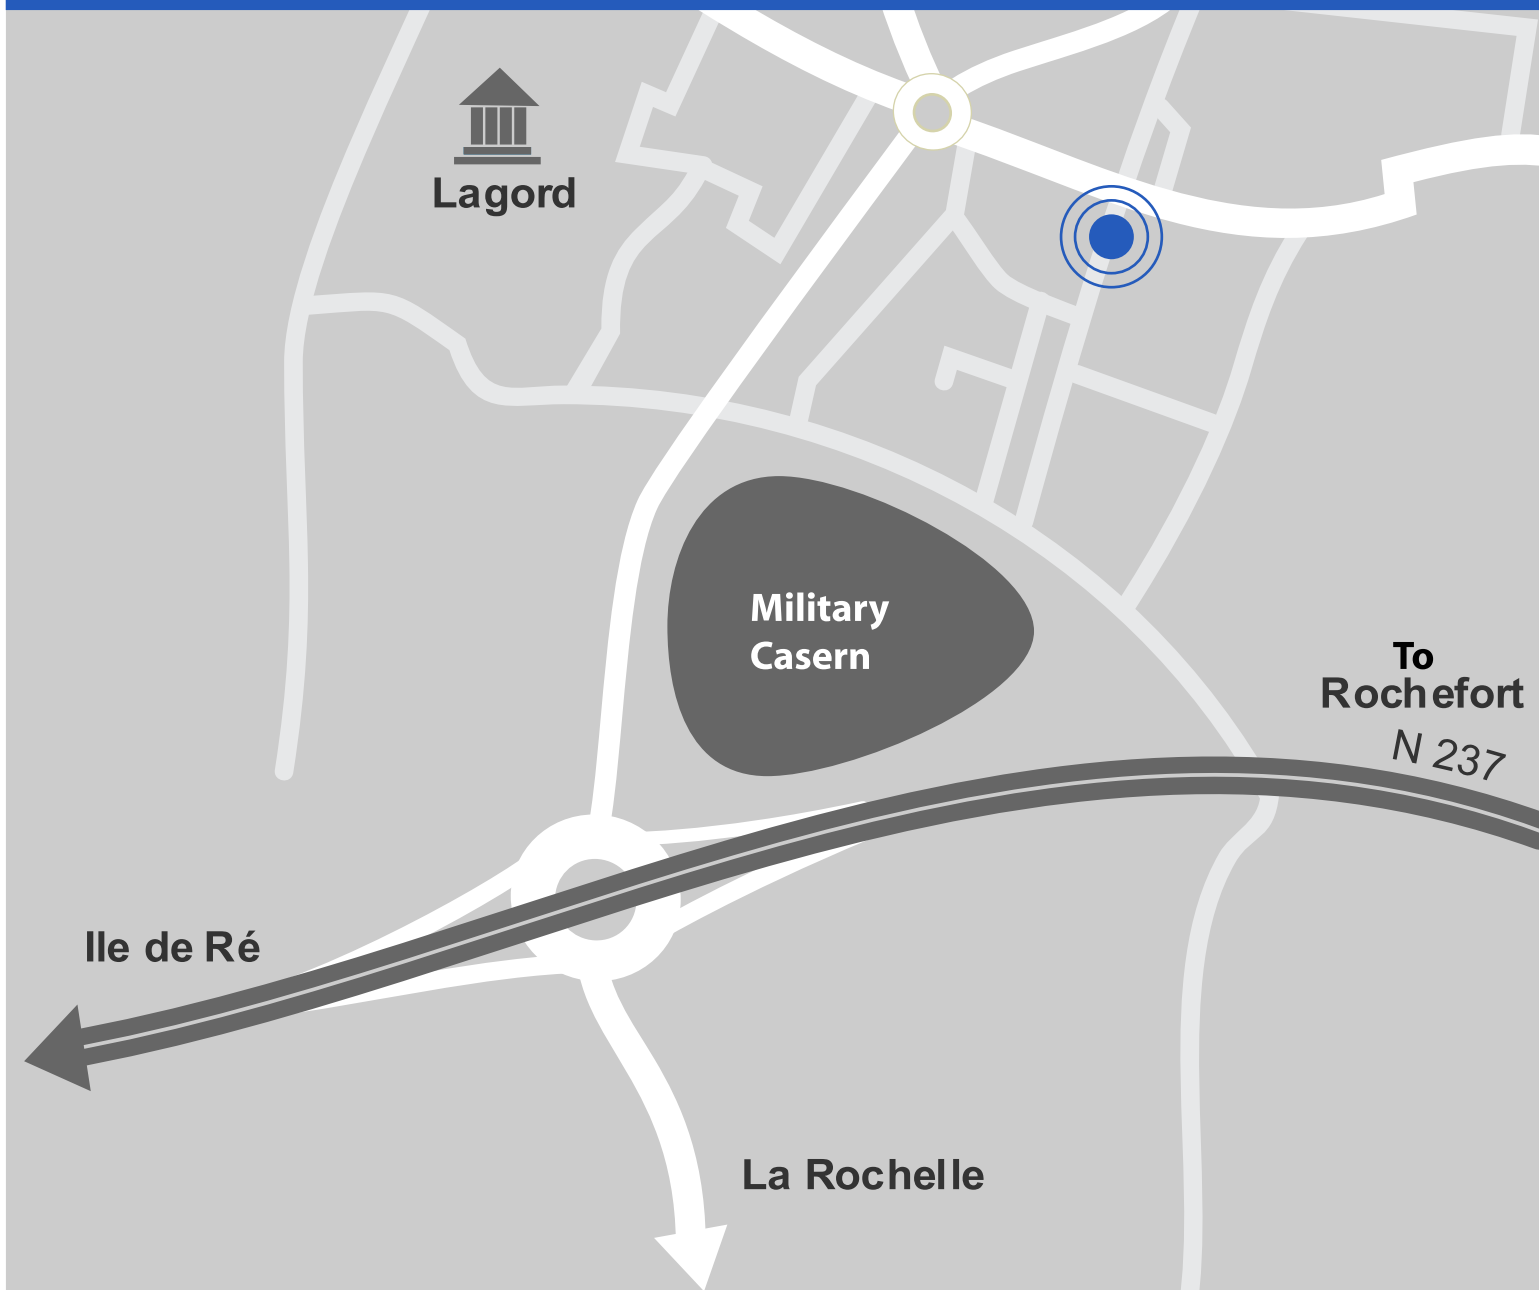 Lagord
Military
Casern
To
Rochefort
N 237
Ile de Ré
La Rochelle